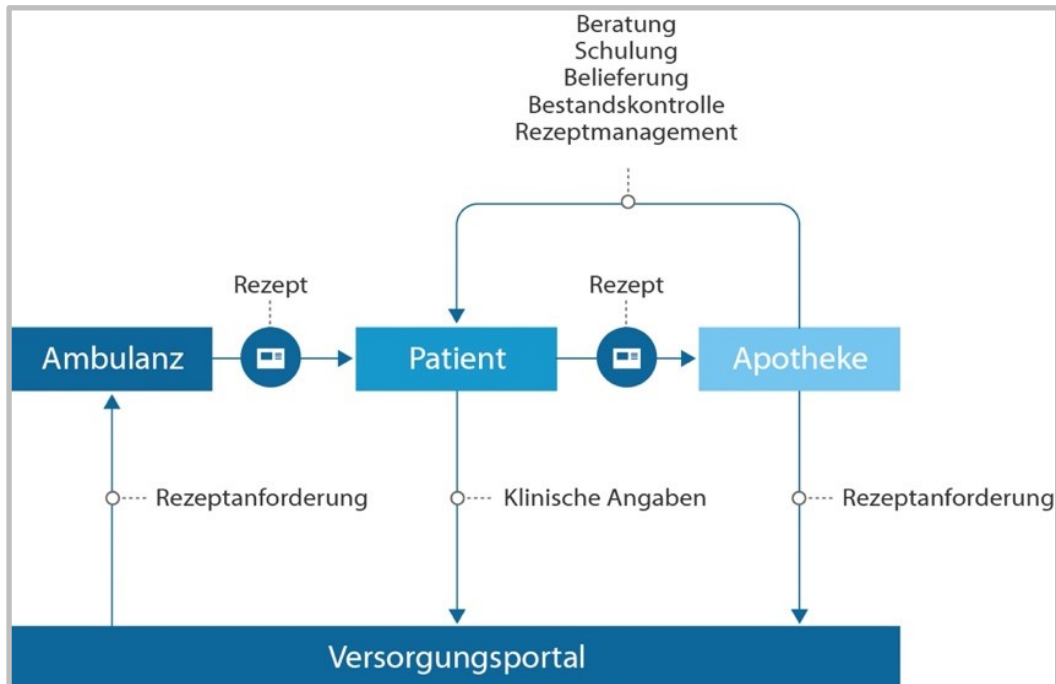 Beratung
Schulung
Belieferung
Bestandskontrolle
Rezeptmanagement
Rezept
Rezept
Ambulanz
Patient
Apotheke
Rezeptanforderung
Klinische Angaben
Rezeptanforderung
Versorgungsportal